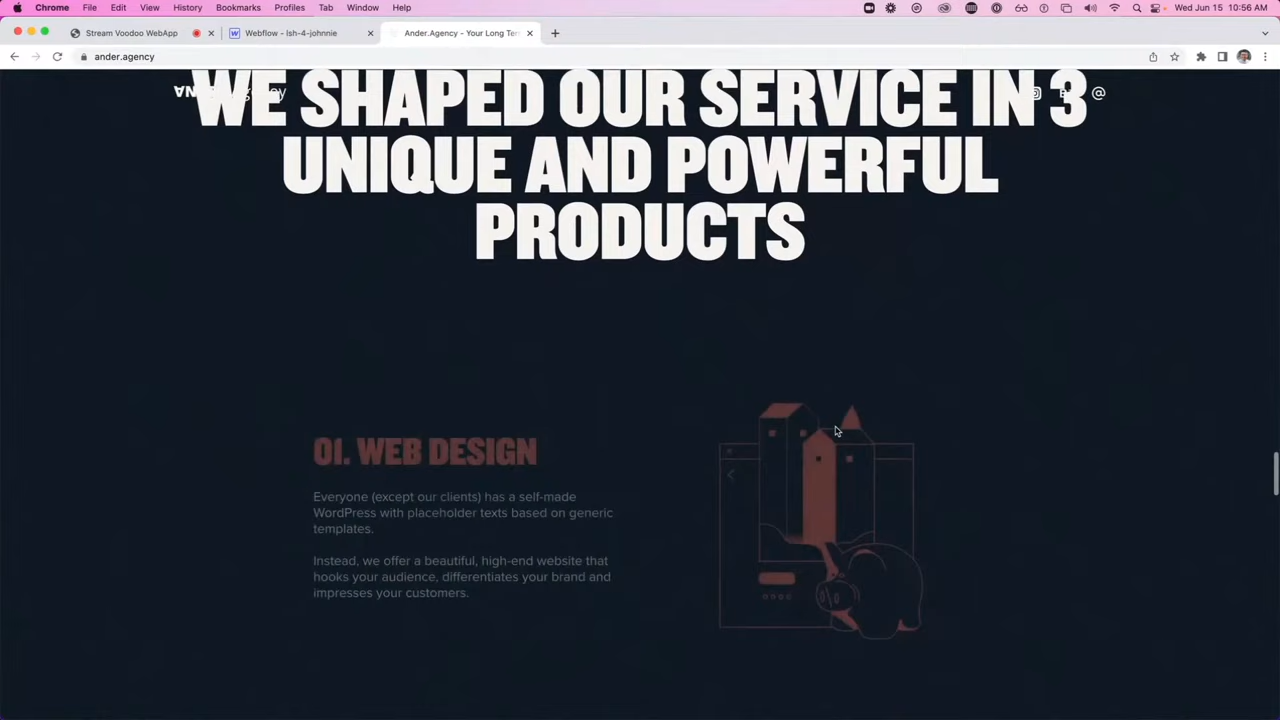 Chrome File Edit View History Bookmarks Profiles Tab Window Help Wed Jun 15 10:56 AM
Stream Voodoo WebApp Webflow - lsh-4-johnnie Ander.Agency - Your Long Ter
ander.agency
WE SHAPED OUR SERVICE IN 3
UNIQUE AND POWERFUL
PRODUCTS
01. WEB DESIGN
Everyone (except our clients) has a self-made
WordPress with placeholder texts based on generic
templates.
Instead, we offer a beautiful, high-end website that
hooks your audience, differentiates your brand and
impresses your customers.